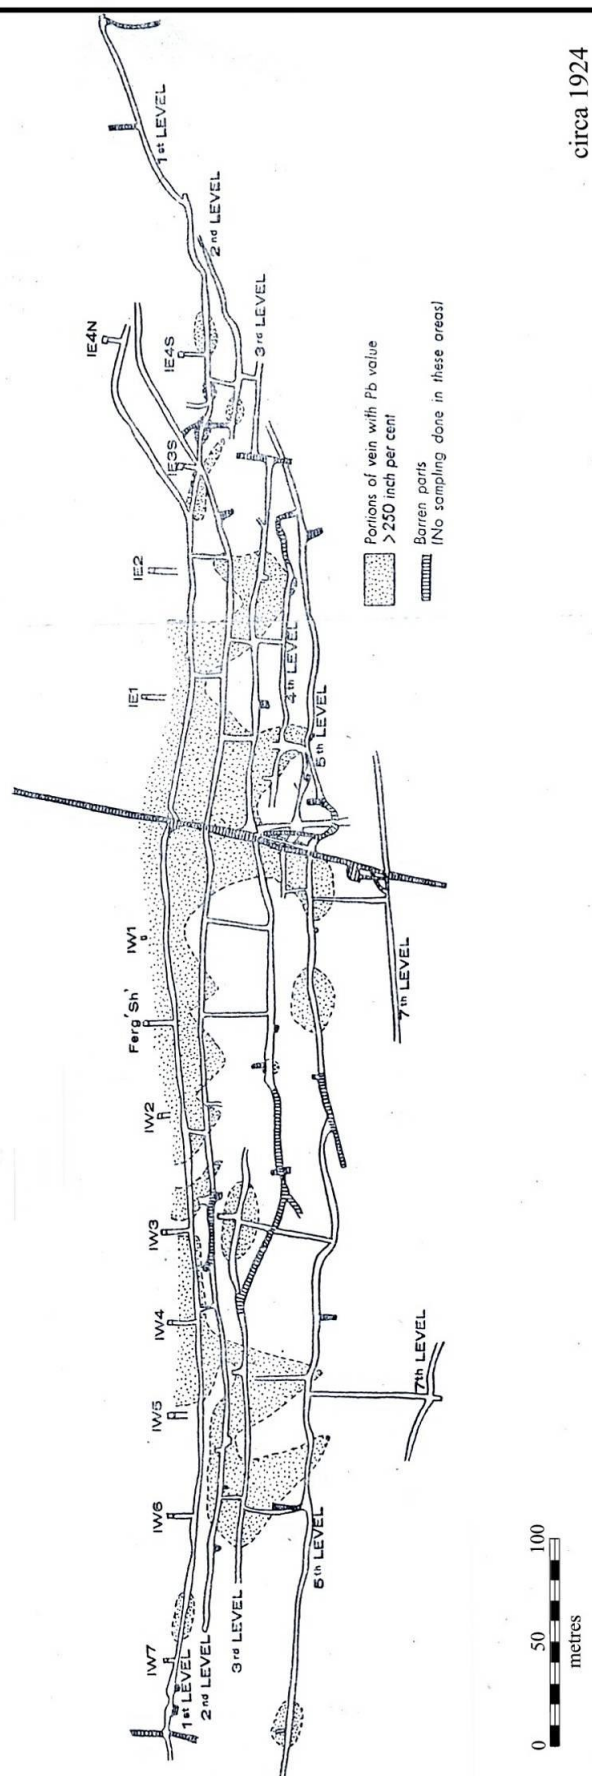 circa 1924
1st LEVEL
2nd LEVEL
IE4N
IE4S
3rd LEVEL
IE3S
IE2
IE1
4th LEVEL
5th LEVEL
Portions of vein with Pb value
>250 inch per cent
Barren parts
(No sampling done in these areas)
7th LEVEL
IW1
Ferg' Sh'
IW2
IW3
IW4
IW5
7th LEVEL
IW6
5th LEVEL
IW7
1st LEVEL
2nd LEVEL
3rd LEVEL
0 50 100
metres